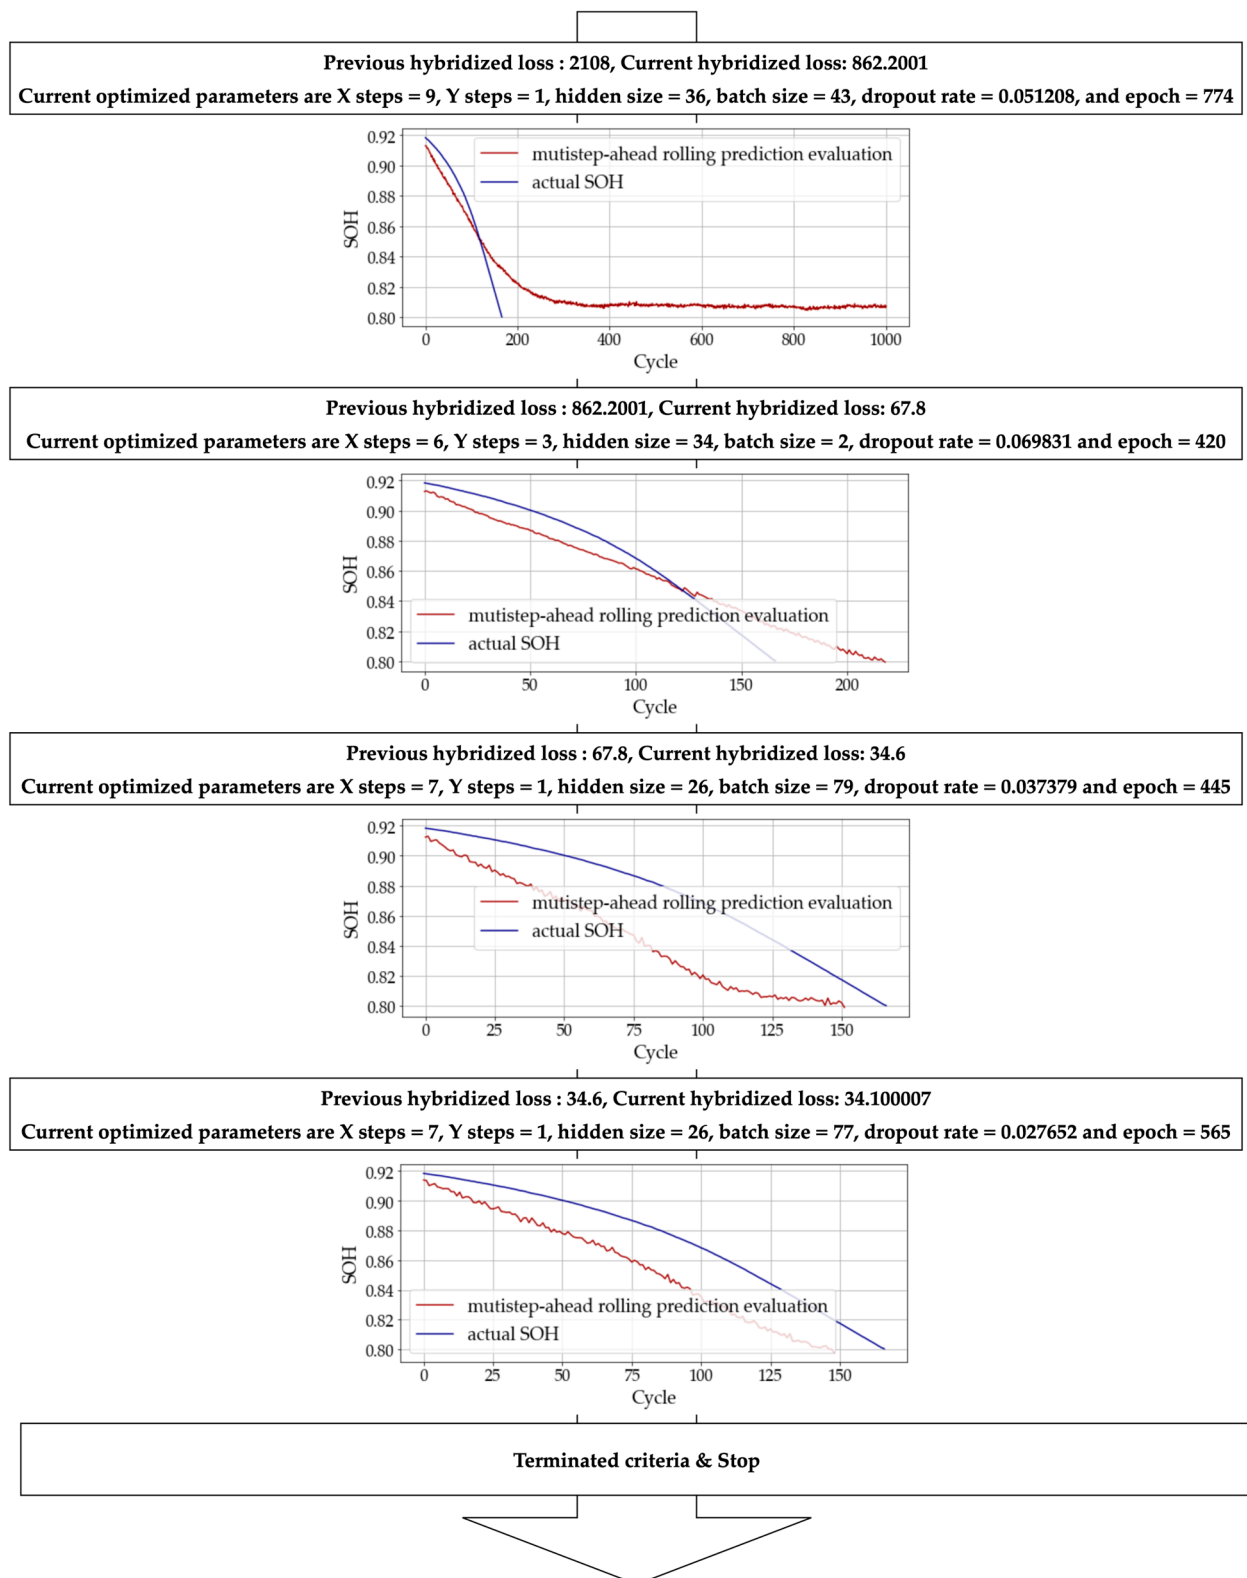 Previous hybridized loss : 2108, Current hybridized loss: 862.2001
Current optimized parameters are X steps = 9, Y steps = 1, hidden size = 36, batch size = 43, dropout rate = 0.051208, and epoch = 774
0.92
0.90
0.88
0.86
0.84
0.82
0.80
SOH
mutistep-ahead rolling prediction evaluation
actual SOH
0 200 400 600 800 1000
Cycle
Previous hybridized loss : 862.2001, Current hybridized loss: 67.8
Current optimized parameters are X steps = 6, Y steps = 3, hidden size = 34, batch size = 2, dropout rate = 0.069831 and epoch = 420
0.92
0.90
0.88
0.86
0.84
0.82
0.80
SOH
mutistep-ahead rolling prediction evaluation
actual SOH
0 50 100 150 200
Cycle
Previous hybridized loss : 67.8, Current hybridized loss: 34.6
Current optimized parameters are X steps = 7, Y steps = 1, hidden size = 26, batch size = 79, dropout rate = 0.037379 and epoch = 445
0.92
0.90
0.88
0.86
0.84
0.82
0.80
SOH
mutistep-ahead rolling prediction evaluation
actual SOH
0 25 50 75 100 125 150
Cycle
Previous hybridized loss : 34.6, Current hybridized loss: 34.100007
Current optimized parameters are X steps = 7, Y steps = 1, hidden size = 26, batch size = 77, dropout rate = 0.027652 and epoch = 565
0.92
0.90
0.88
0.86
0.84
0.82
0.80
SOH
mutistep-ahead rolling prediction evaluation
actual SOH
0 25 50 75 100 125 150
Cycle
Terminated criteria & Stop